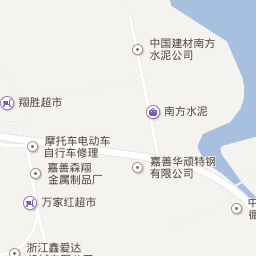 中国建材南方
水泥公司
翔胜超市
南方水泥
摩托车电动车
自行车修理
嘉善华顽特钢
有限公司
嘉善森翔
金属制品厂
万家红超市
中
浙江鑫爱达